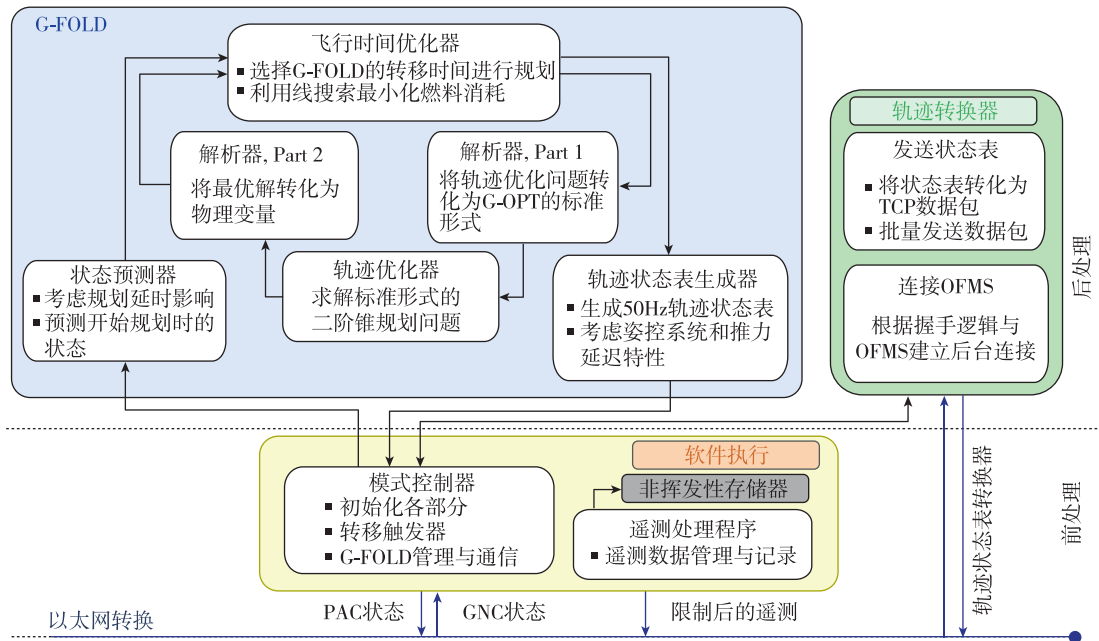 G-FOLD
飞行时间优化器
■ 选择G-FOLD的转移时间进行规划
■ 利用线搜索最小化燃料消耗
解析器, Part 2
将最优解转化为
物理变量
解析器, Part 1
将轨迹优化问题转
化为G-OPT的标准
形式
状态预测器
■ 考虑规划延时影响
■ 预测开始规划时的
状态
轨迹优化器
求解标准形式的
二阶锥规划问题
轨迹状态表生成器
■ 生成50Hz轨迹状态表
■ 考虑姿控系统和推力
延迟特性
轨迹转换器
发送状态表
■ 将状态表转化为
TCP数据包
■ 批量发送数据包
连接OFMS
根据握手逻辑与
OFMS建立后台连接
后处理
软件执行
模式控制器
■ 初始化各部分
■ 转移触发器
■ G-FOLD管理与通信
非挥发性存储器
遥测处理程序
■ 遥测数据管理与记录
轨迹状态表转换器
前处理
PAC状态
GNC状态
限制后的遥测
以太网转换